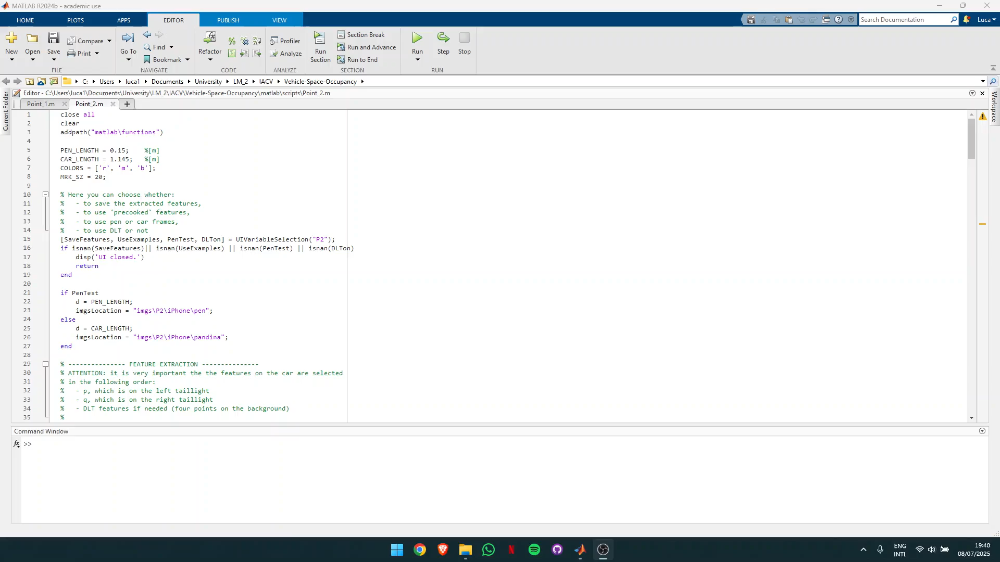 MATLAB R2024b - academic use
HOME PLOTS APPS EDITOR PUBLISH VIEW
Search Documentation
Luca
New
Open
Save
Compare
Print
FILE
Go To
Find
Bookmark
NAVIGATE
Refactor
CODE
Profiler
Analyze
ANALYZE
Run Section
Section Break
Run and Advance
Run to End
SECTION
Run
Step
Stop
RUN
C: Users luca1 Documents University LM_2 IACV Vehicle-Space-Occupancy
Current Folder
Workspace
Editor - C:\Users\luca1\Documents\University\LM_2\IACV\Vehicle-Space-Occupancy\matlab\scripts\Point_2.m
Point_1.m Point_2.m
1 close all
2 clear
3 addpath("matlab\functions")
4
5 PEN_LENGTH = 0.15;    %[m]
6 CAR_LENGTH = 1.145;   %[m]
7 COLORS = ['r', 'm', 'b'];
8 MRK_SZ = 20;
9
10 % Here you can choose whether:
11 %   - to save the extracted features,
12 %   - to use 'precooked' features,
13 %   - to use pen or car frames,
14 %   - to use DLT or not
15 [SaveFeatures, UseExamples, PenTest, DLTon] = UIVariableSelection("P2");
16 if isnan(SaveFeatures)|| isnan(UseExamples) || isnan(PenTest) || isnan(DLTon)
17     disp('UI closed.')
18     return
19 end
20
21 if PenTest
22     d = PEN_LENGTH;
23     imgsLocation = "imgs\P2\iPhone\pen";
24 else
25     d = CAR_LENGTH;
26     imgsLocation = "imgs\P2\iPhone\pandina";
27 end
28
29 % --------------- FEATURE EXTRACTION ---------------
30 % ATTENTION: it is very important the the features on the car are selected
31 % in the following order:
32 %   - p, which is on the left taillight
33 %   - q, which is on the right taillight
34 %   - DLT features if needed (four points on the background)
35 %
Command Window
fx >>
ENG
INTL
19:40
08/07/2025